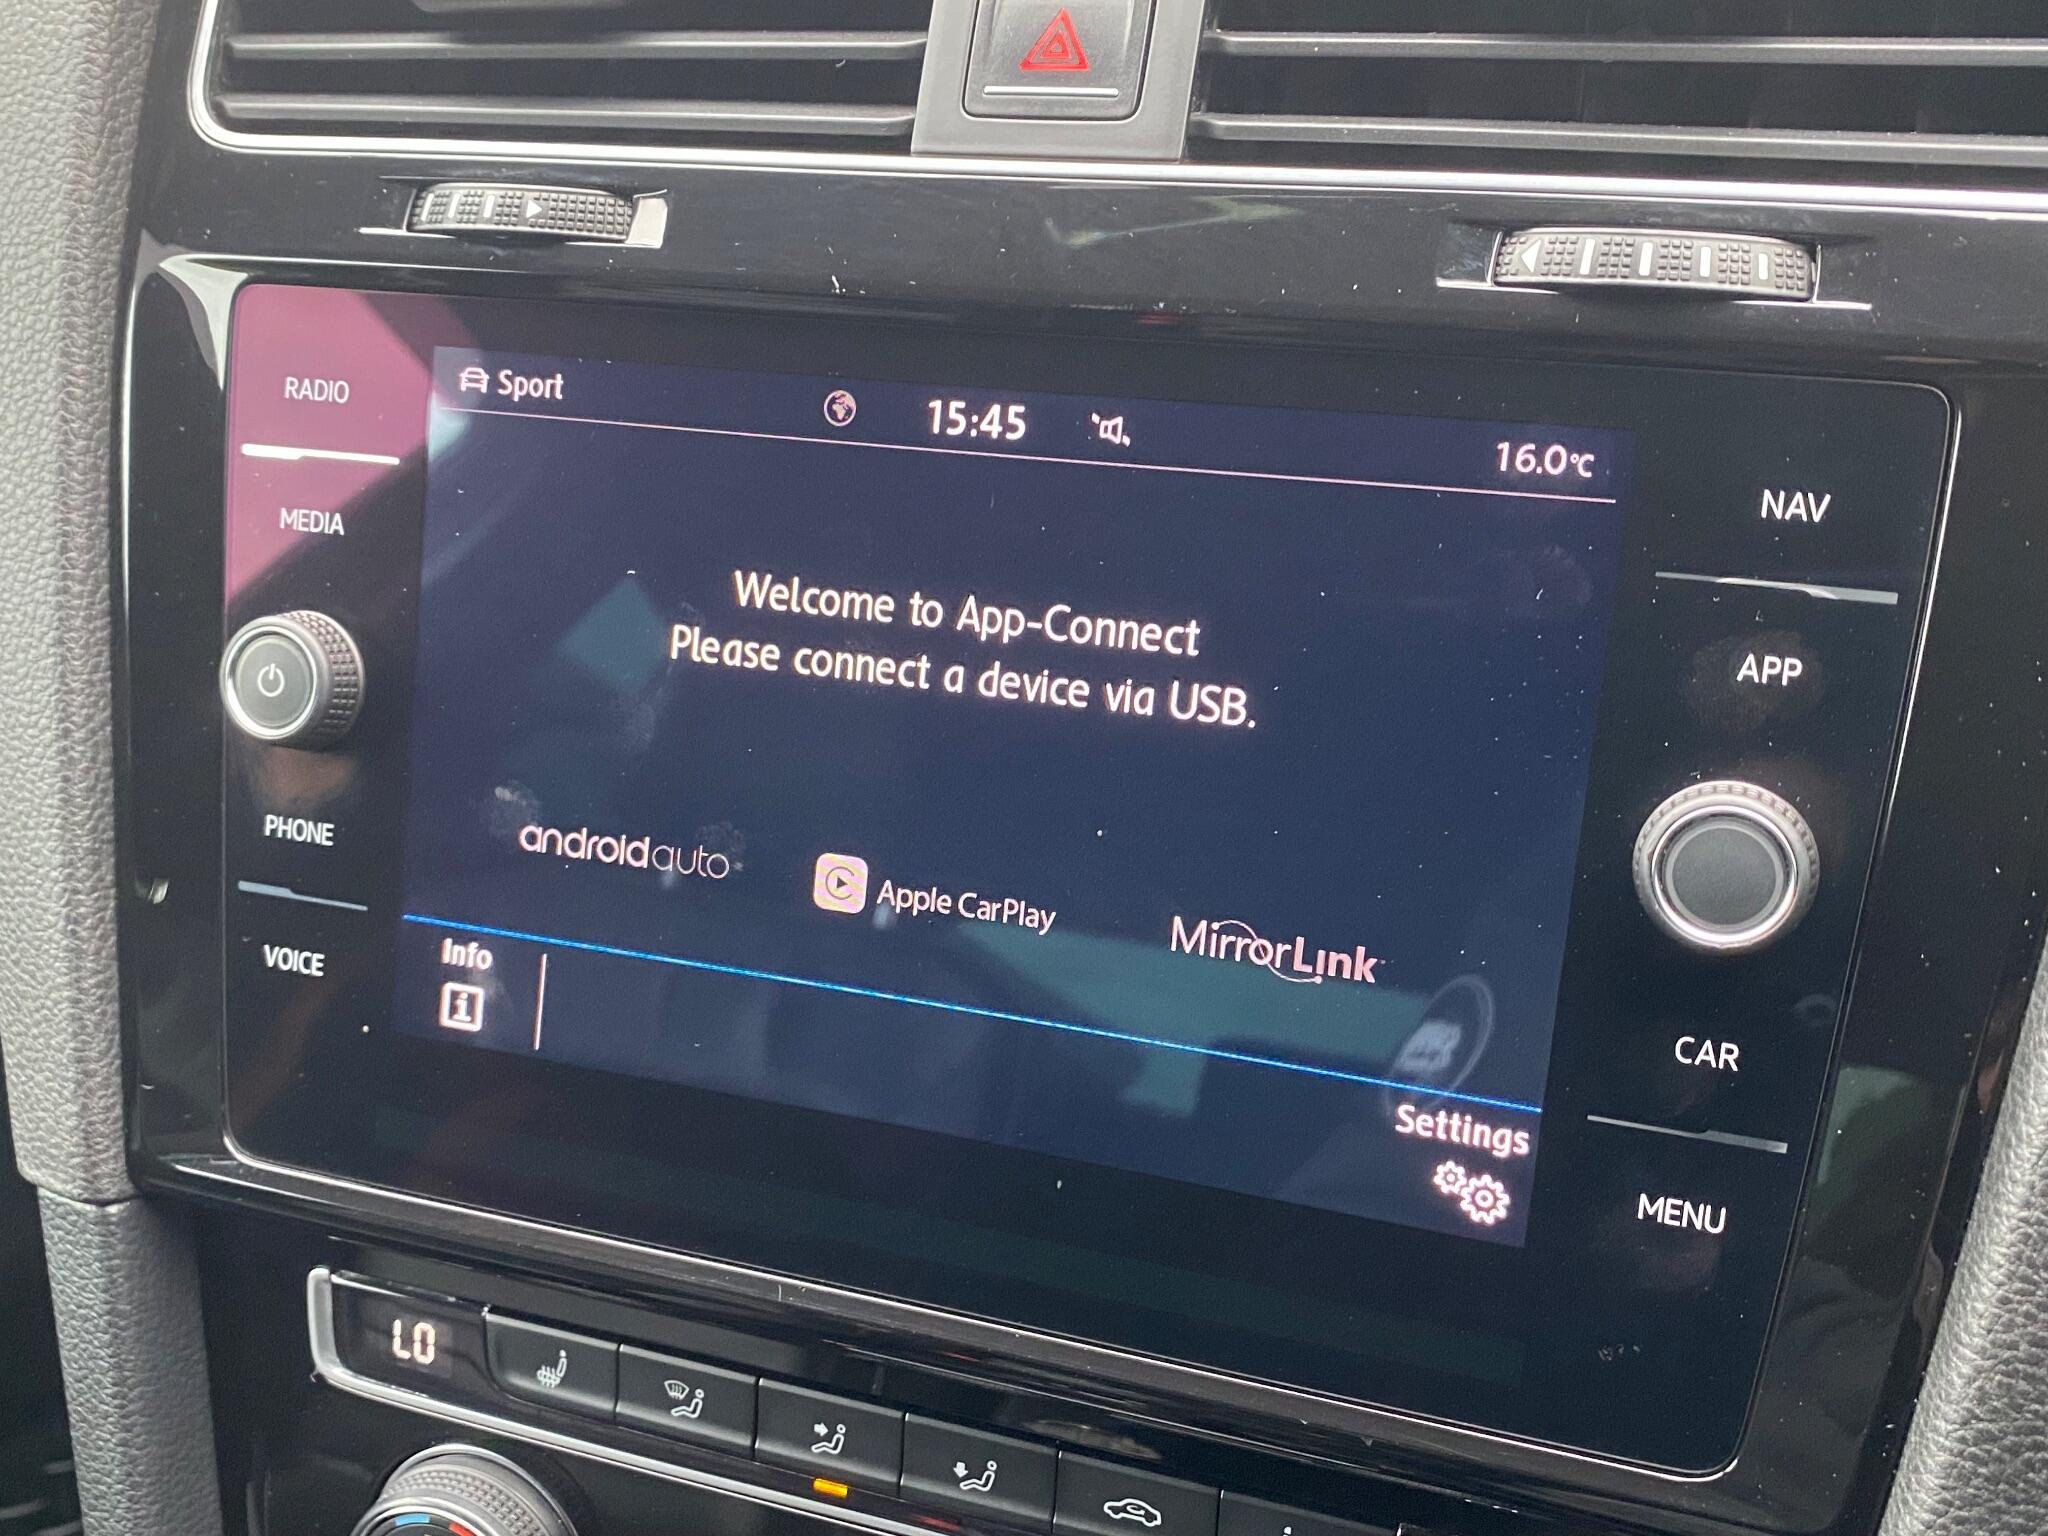 RADIO
MEDIA
PHONE
VOICE
Sport
15:45
16.0°C
Welcome to App-Connect
Please connect a device via USB.
androidauto
Apple CarPlay
MirrorLink
Info
i
Settings
NAV
APP
CAR
MENU
LO